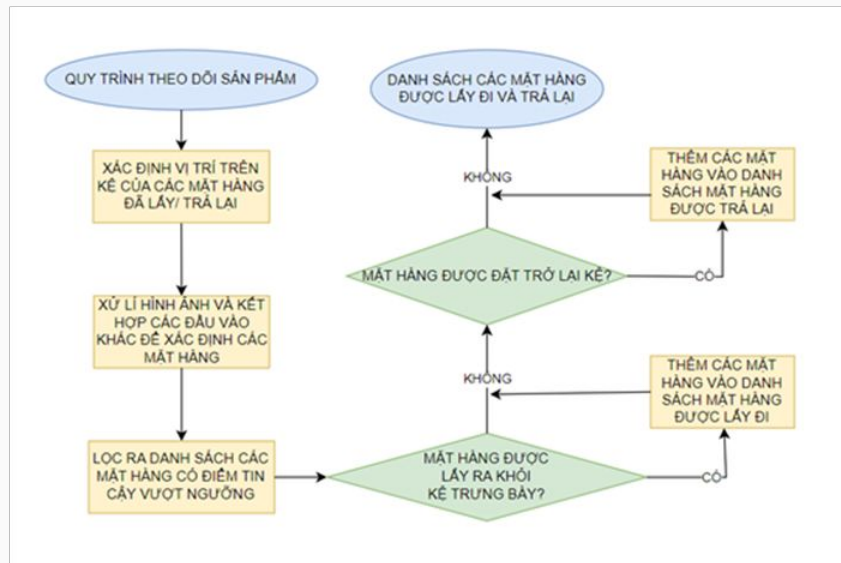 QUY TRÌNH THEO DÕI SẢN PHẨM
XÁC ĐỊNH VỊ TRÍ TRÊN
KỆ CỦA CÁC MẶT HÀNG
ĐÃ LẤY/ TRẢ LẠI
XỬ LÍ HÌNH ẢNH VÀ KẾT
HỢP CÁC ĐẦU VÀO
KHÁC ĐỂ XÁC ĐỊNH CÁC
MẶT HÀNG
LỌC RA DANH SÁCH CÁC
MẶT HÀNG CÓ ĐIỂM TIN
CẬY VƯỢT NGƯỠNG
MẶT HÀNG ĐƯỢC
LẤY RA KHỎI
KỆ TRƯNG BÀY?
CÓ
THÊM CÁC MẶT
HÀNG VÀO DANH
SÁCH MẶT HÀNG
ĐƯỢC LẤY ĐI
KHÔNG
MẶT HÀNG ĐƯỢC ĐẶT TRỞ LẠI KỆ?
CÓ
THÊM CÁC MẶT
HÀNG VÀO DANH
SÁCH MẶT HÀNG
ĐƯỢC TRẢ LẠI
KHÔNG
DANH SÁCH CÁC MẶT HÀNG
ĐƯỢC LẤY ĐI VÀ TRẢ LẠI